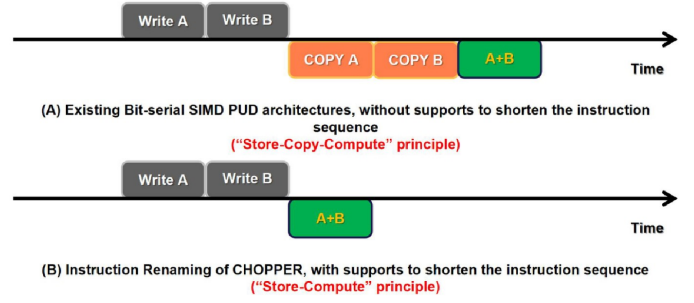 Write A Write B
COPY A COPY B A+B
Time
(A) Existing Bit-serial SIMD PUD architectures, without supports to shorten the instruction
sequence
(“Store-Copy-Compute” principle)
Write A Write B
A+B
Time
(B) Instruction Renaming of CHOPPER, with supports to shorten the instruction sequence
(“Store-Compute” principle)